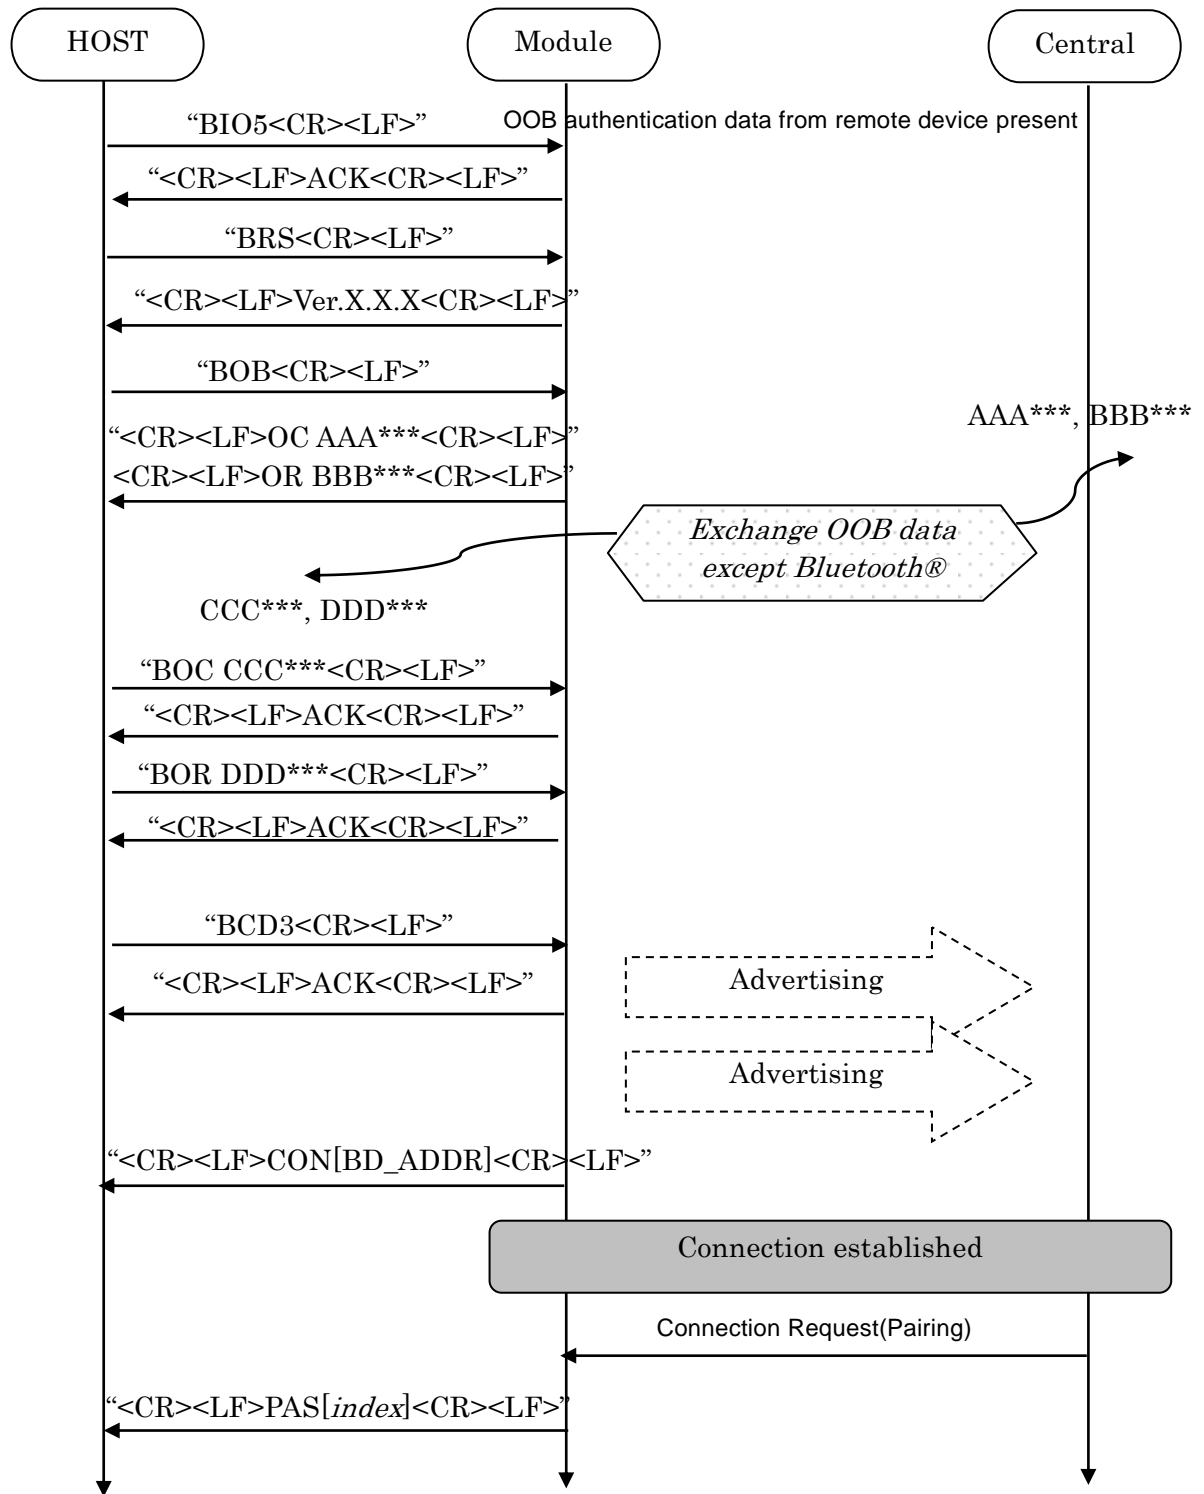 HOST
Module
Central
“BIO5<CR><LF>”
OOB authentication data from remote device present
“<CR><LF>ACK<CR><LF>”
“BRS<CR><LF>”
“<CR><LF>Ver.X.X.X<CR><LF>”
“BOB<CR><LF>”
AAA***, BBB***
“<CR><LF>OC AAA***<CR><LF>”
<CR><LF>OR BBB***<CR><LF>”
Exchange OOB data
except Bluetooth®
CCC***, DDD***
“BOC CCC***<CR><LF>”
“<CR><LF>ACK<CR><LF>”
“BOR DDD***<CR><LF>”
“<CR><LF>ACK<CR><LF>”
“BCD3<CR><LF>”
“<CR><LF>ACK<CR><LF>”
Advertising
Advertising
“<CR><LF>CON[BD_ADDR]<CR><LF>”
Connection established
Connection Request(Pairing)
“<CR><LF>PAS[index]<CR><LF>”